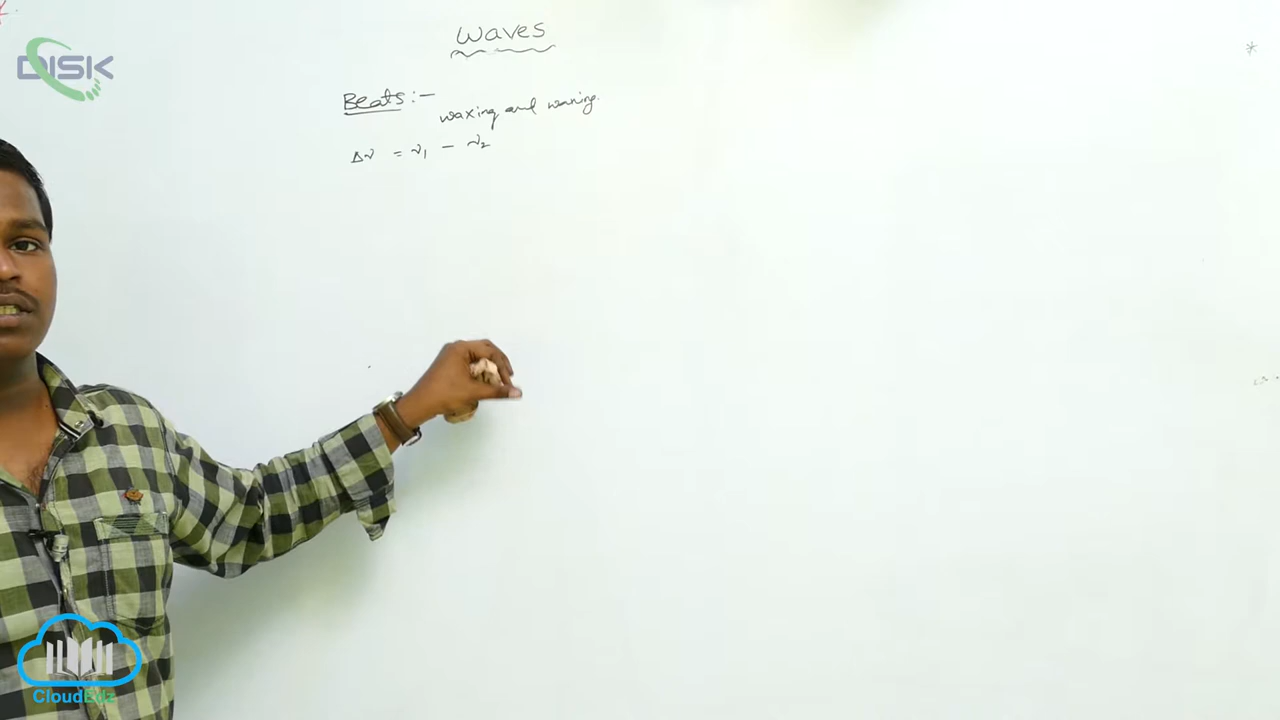 Waves
DISK
Beats :-
waxing and waning.
Δν = ν1 - ν2
CloudEdz